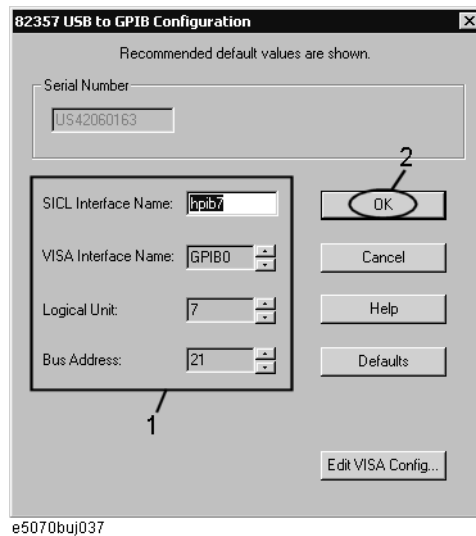 82357 USB to GPIB Configuration
Recommended default values are shown.
Serial Number
US42060163
2
SICL Interface Name: hpib7
OK
VISA Interface Name: GPIB0
Cancel
Logical Unit: 7
Help
Bus Address: 21
Defaults
1
Edit VISA Config...
e5070buj037